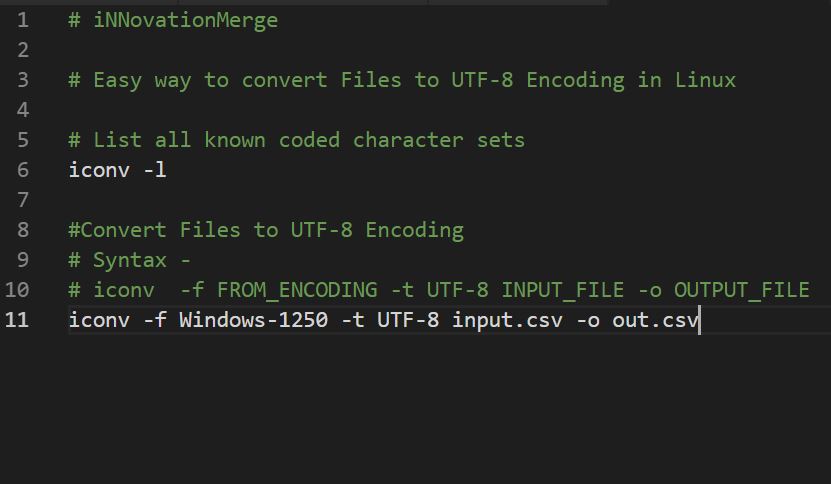 1 # iNNovationMerge
2
3 # Easy way to convert Files to UTF-8 Encoding in Linux
4
5 # List all known coded character sets
6 iconv -l
7
8 #Convert Files to UTF-8 Encoding
9 # Syntax -
10 # iconv  -f FROM_ENCODING -t UTF-8 INPUT_FILE -o OUTPUT_FILE
11 iconv -f Windows-1250 -t UTF-8 input.csv -o out.csv